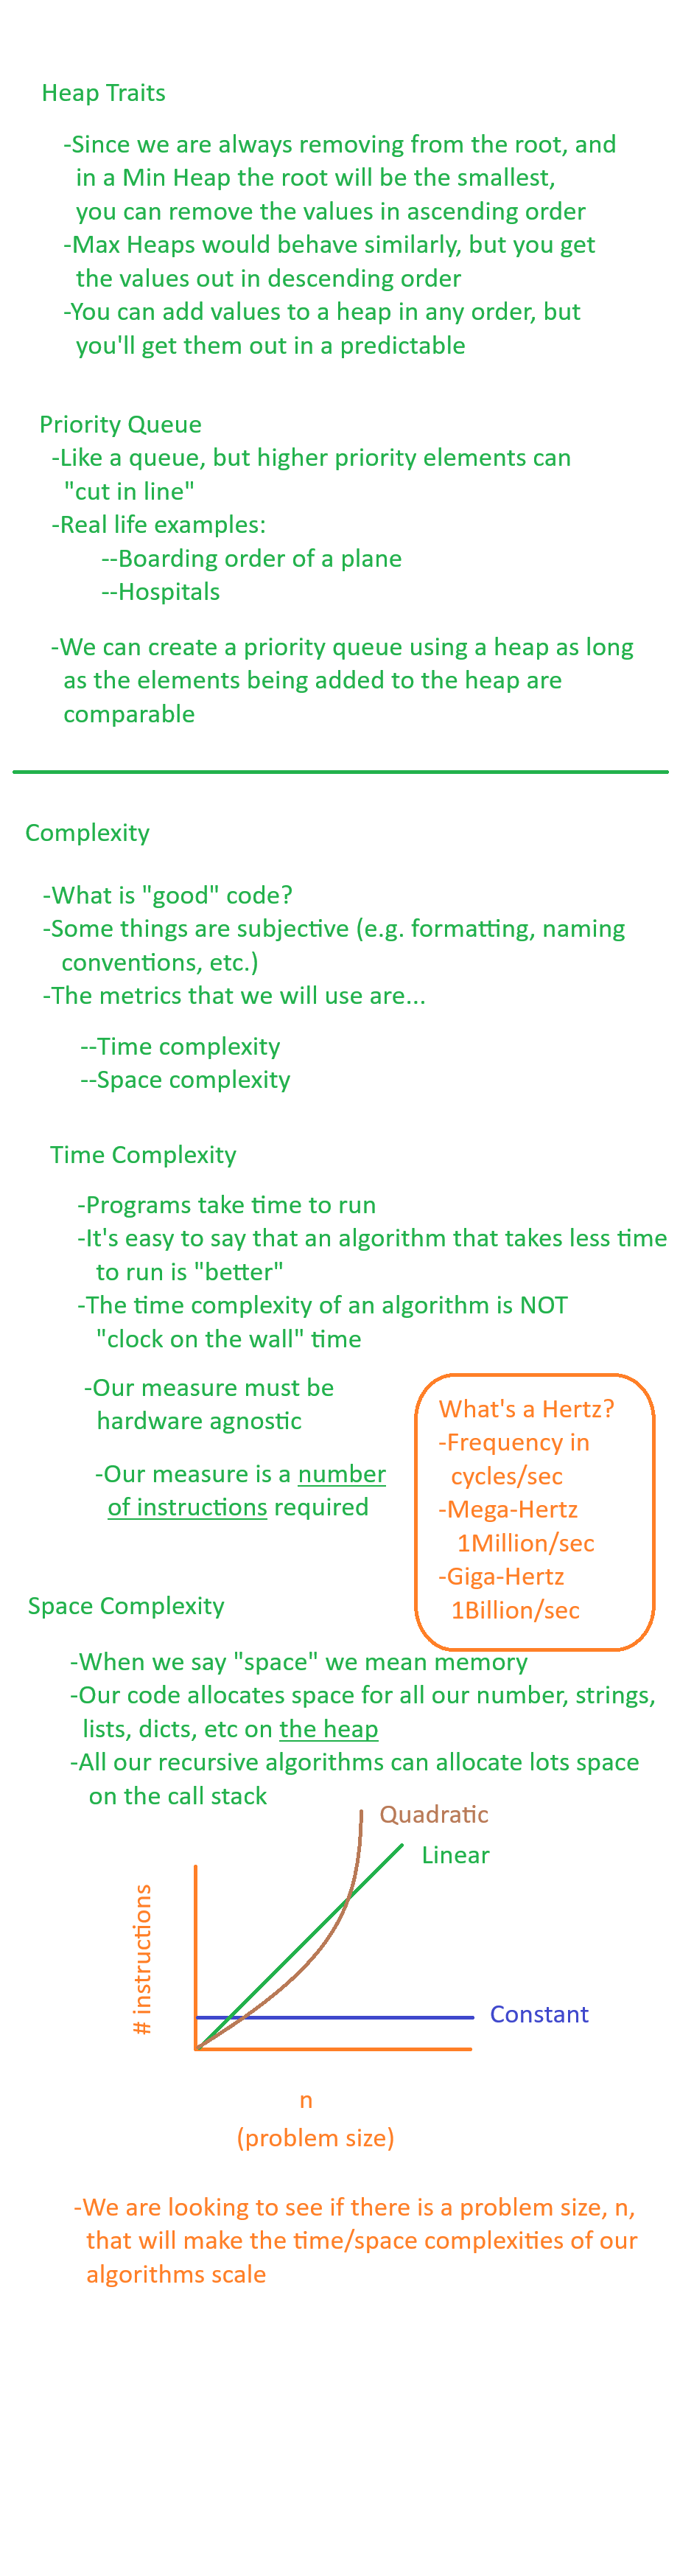 Heap Traits
-Since we are always removing from the root, and
in a Min Heap the root will be the smallest,
you can remove the values in ascending order
-Max Heaps would behave similarly, but you get
the values out in descending order
-You can add values to a heap in any order, but
you'll get them out in a predictable
Priority Queue
-Like a queue, but higher priority elements can
"cut in line"
-Real life examples:
--Boarding order of a plane
--Hospitals
-We can create a priority queue using a heap as long
as the elements being added to the heap are
comparable
Complexity
-What is "good" code?
-Some things are subjective (e.g. formatting, naming
conventions, etc.)
-The metrics that we will use are...
--Time complexity
--Space complexity
Time Complexity
-Programs take time to run
-It's easy to say that an algorithm that takes less time
to run is "better"
-The time complexity of an algorithm is NOT
"clock on the wall" time
-Our measure must be
hardware agnostic
-Our measure is a number
of instructions required
What's a Hertz?
-Frequency in
cycles/sec
-Mega-Hertz
1Million/sec
-Giga-Hertz
1Billion/sec
Space Complexity
-When we say "space" we mean memory
-Our code allocates space for all our number, strings,
lists, dicts, etc on the heap
-All our recursive algorithms can allocate lots space
on the call stack
Quadratic
Linear
# instructions
Constant
n
(problem size)
-We are looking to see if there is a problem size, n,
that will make the time/space complexities of our
algorithms scale